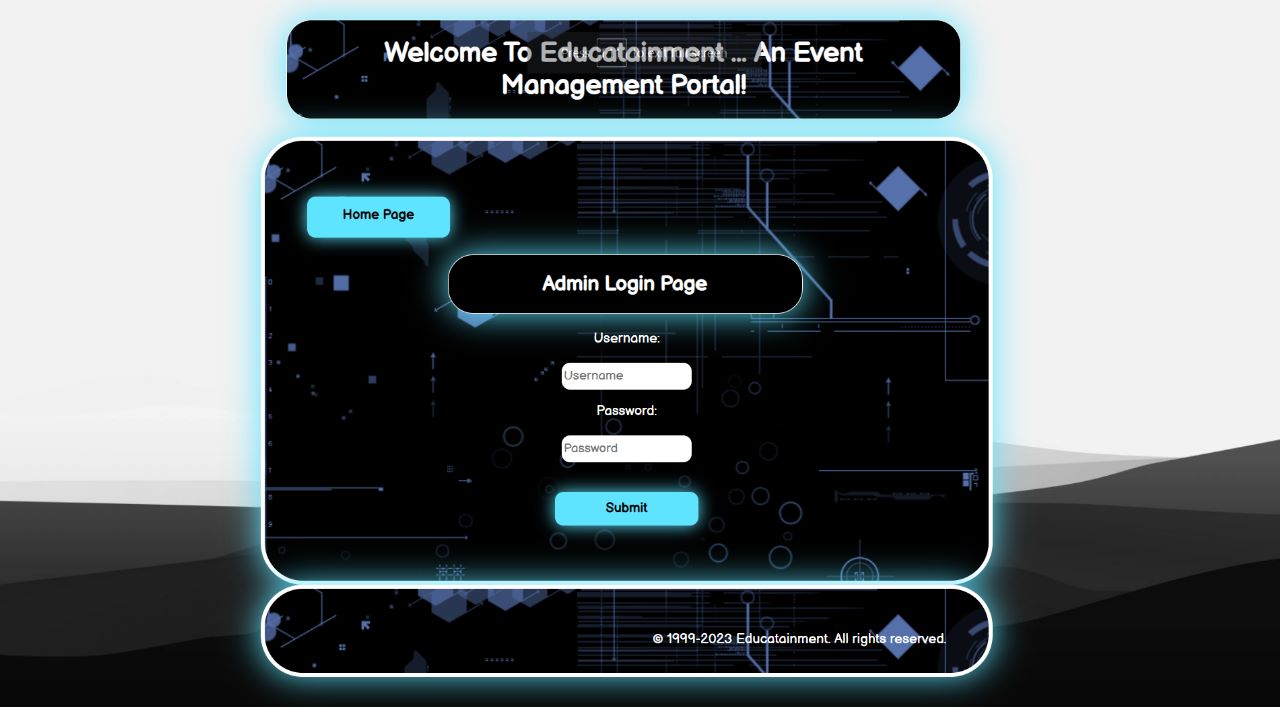 Welcome To Educatainment ... An Event
Management Portal!
Home Page
Admin Login Page
Username:
Username
Password:
Password
Submit
© 1999-2023 Educatainment. All rights reserved.